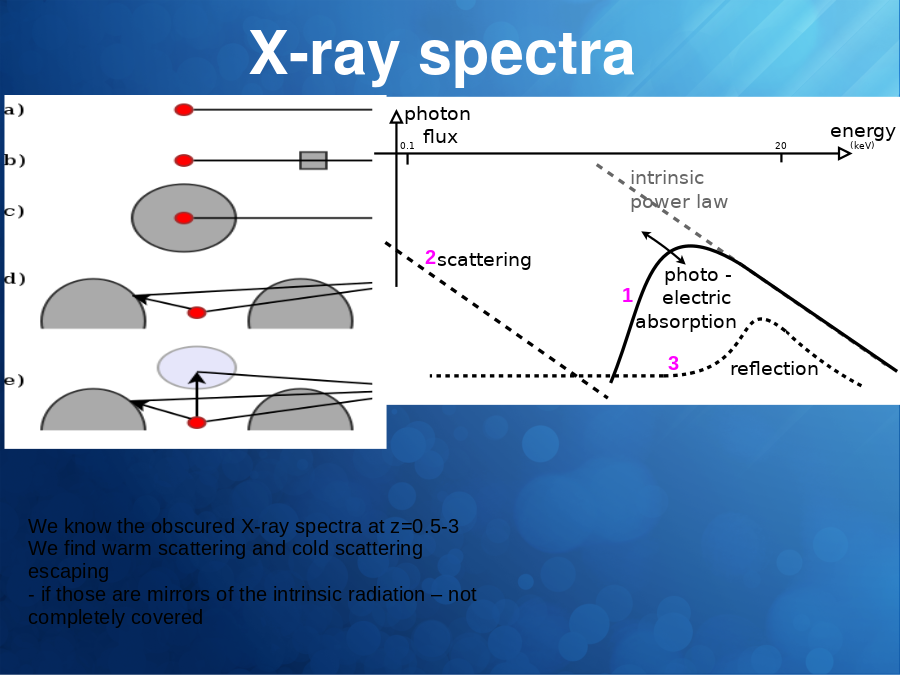 X-ray spectra
a)
b)
c)
d)
e)
photon
flux
energy
(keV)
0.1
20
intrinsic
power law
2 scattering
photo -
1 electric
absorption
3
reflection
We know the obscured X-ray spectra at z=0.5-3
We find warm scattering and cold scattering
escaping
- if those are mirrors of the intrinsic radiation – not
completely covered